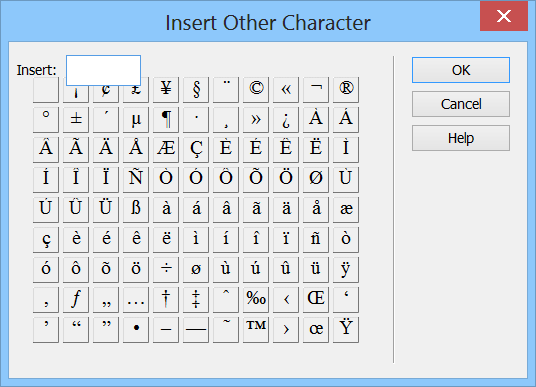 Insert Other Character
Insert:
¡ ¢ £ ¥ § ¨ © « ¬ ®
° ± ´ µ ¶ · ¸ » ¿ À Á
Â Ã Ä Å Æ Ç È É Ê Ë Ì
Í Î Ï Ñ Ò Ó Ô Õ Ö Ø Ù
Ú Û Ü ß à á â ã ä å æ
ç è é ê ë ì í î ï ñ ò
ó ô õ ö ÷ ø ù ú û ü ÿ
‚ ƒ „ … † ‡ ˆ ‰ ‹ Œ ‘
’ “ ” • – — ˜ ™ › œ Ÿ
OK
Cancel
Help